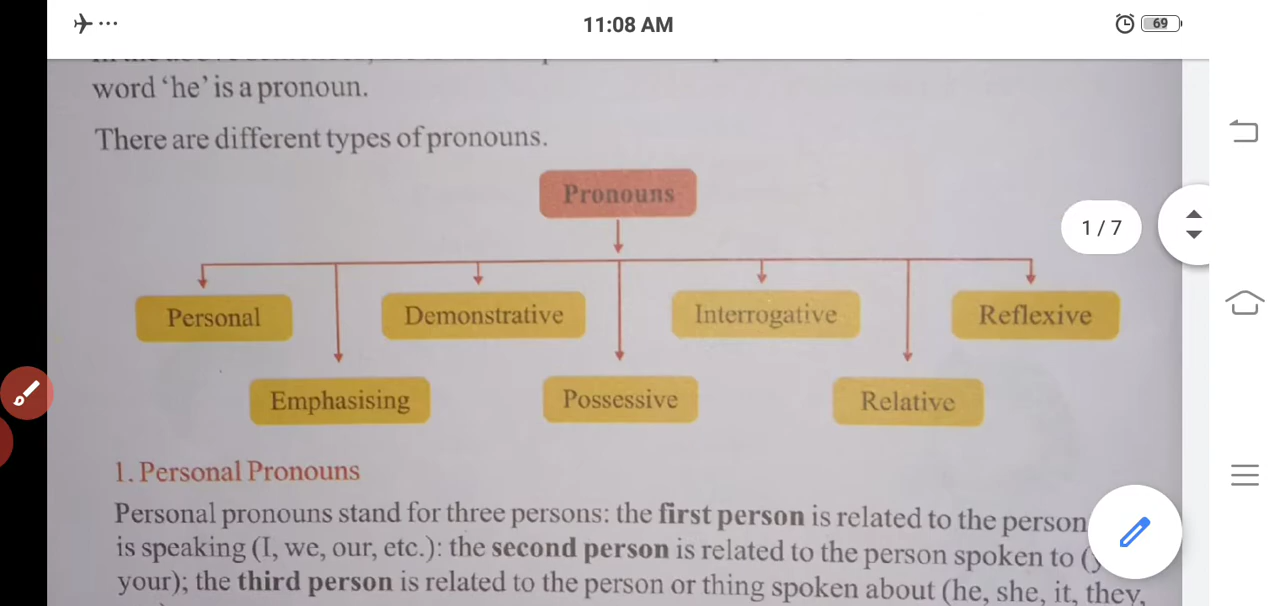 11:08 AM
69
word ‘he’ is a pronoun.
There are different types of pronouns.
Pronouns
1 / 7
Personal
Demonstrative
Interrogative
Reflexive
Emphasising
Possessive
Relative
1. Personal Pronouns
Personal pronouns stand for three persons: the first person is related to the person
is speaking (I, we, our, etc.): the second person is related to the person spoken to (
your); the third person is related to the person or thing spoken about (he, she, it, they,